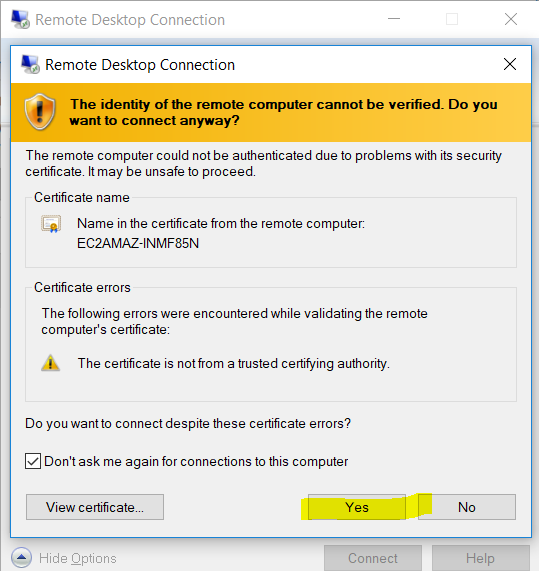 Remote Desktop Connection
Remote Desktop Connection
The identity of the remote computer cannot be verified. Do you
want to connect anyway?
The remote computer could not be authenticated due to problems with its security
certificate. It may be unsafe to proceed.
Certificate name
Name in the certificate from the remote computer:
EC2AMAZ-INMF85N
Certificate errors
The following errors were encountered while validating the remote
computer's certificate:
The certificate is not from a trusted certifying authority.
Do you want to connect despite these certificate errors?
Don't ask me again for connections to this computer
View certificate... Yes No
Hide Options Connect Help